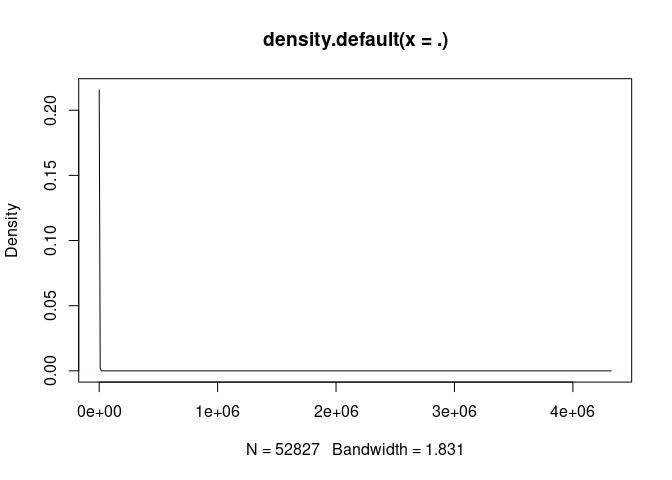 density.default(x = .)
Density
0.00
0.05
0.10
0.15
0.20
0e+00 1e+06 2e+06 3e+06 4e+06
N = 52827 Bandwidth = 1.831